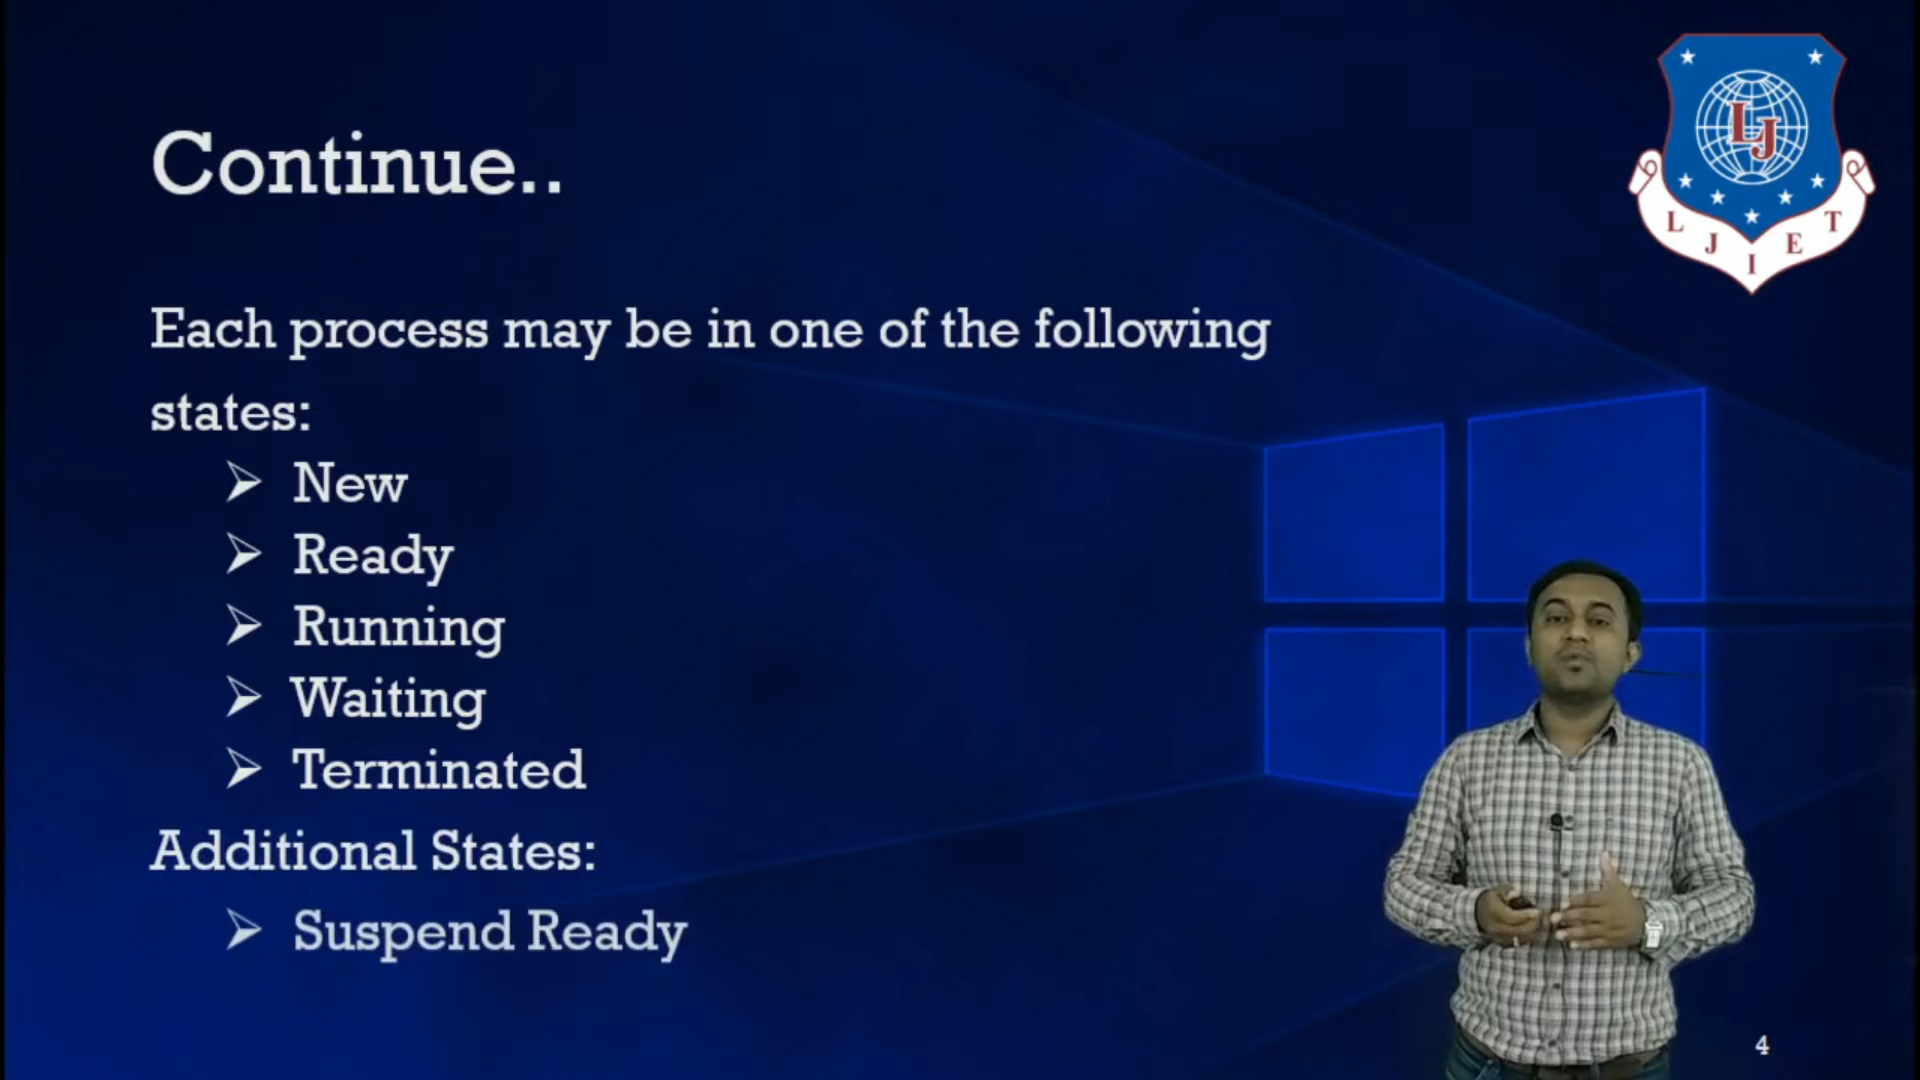 Continue..
Each process may be in one of the following
states:
New
Ready
Running
Waiting
Terminated
Additional States:
Suspend Ready
LJ
L J I E T
4